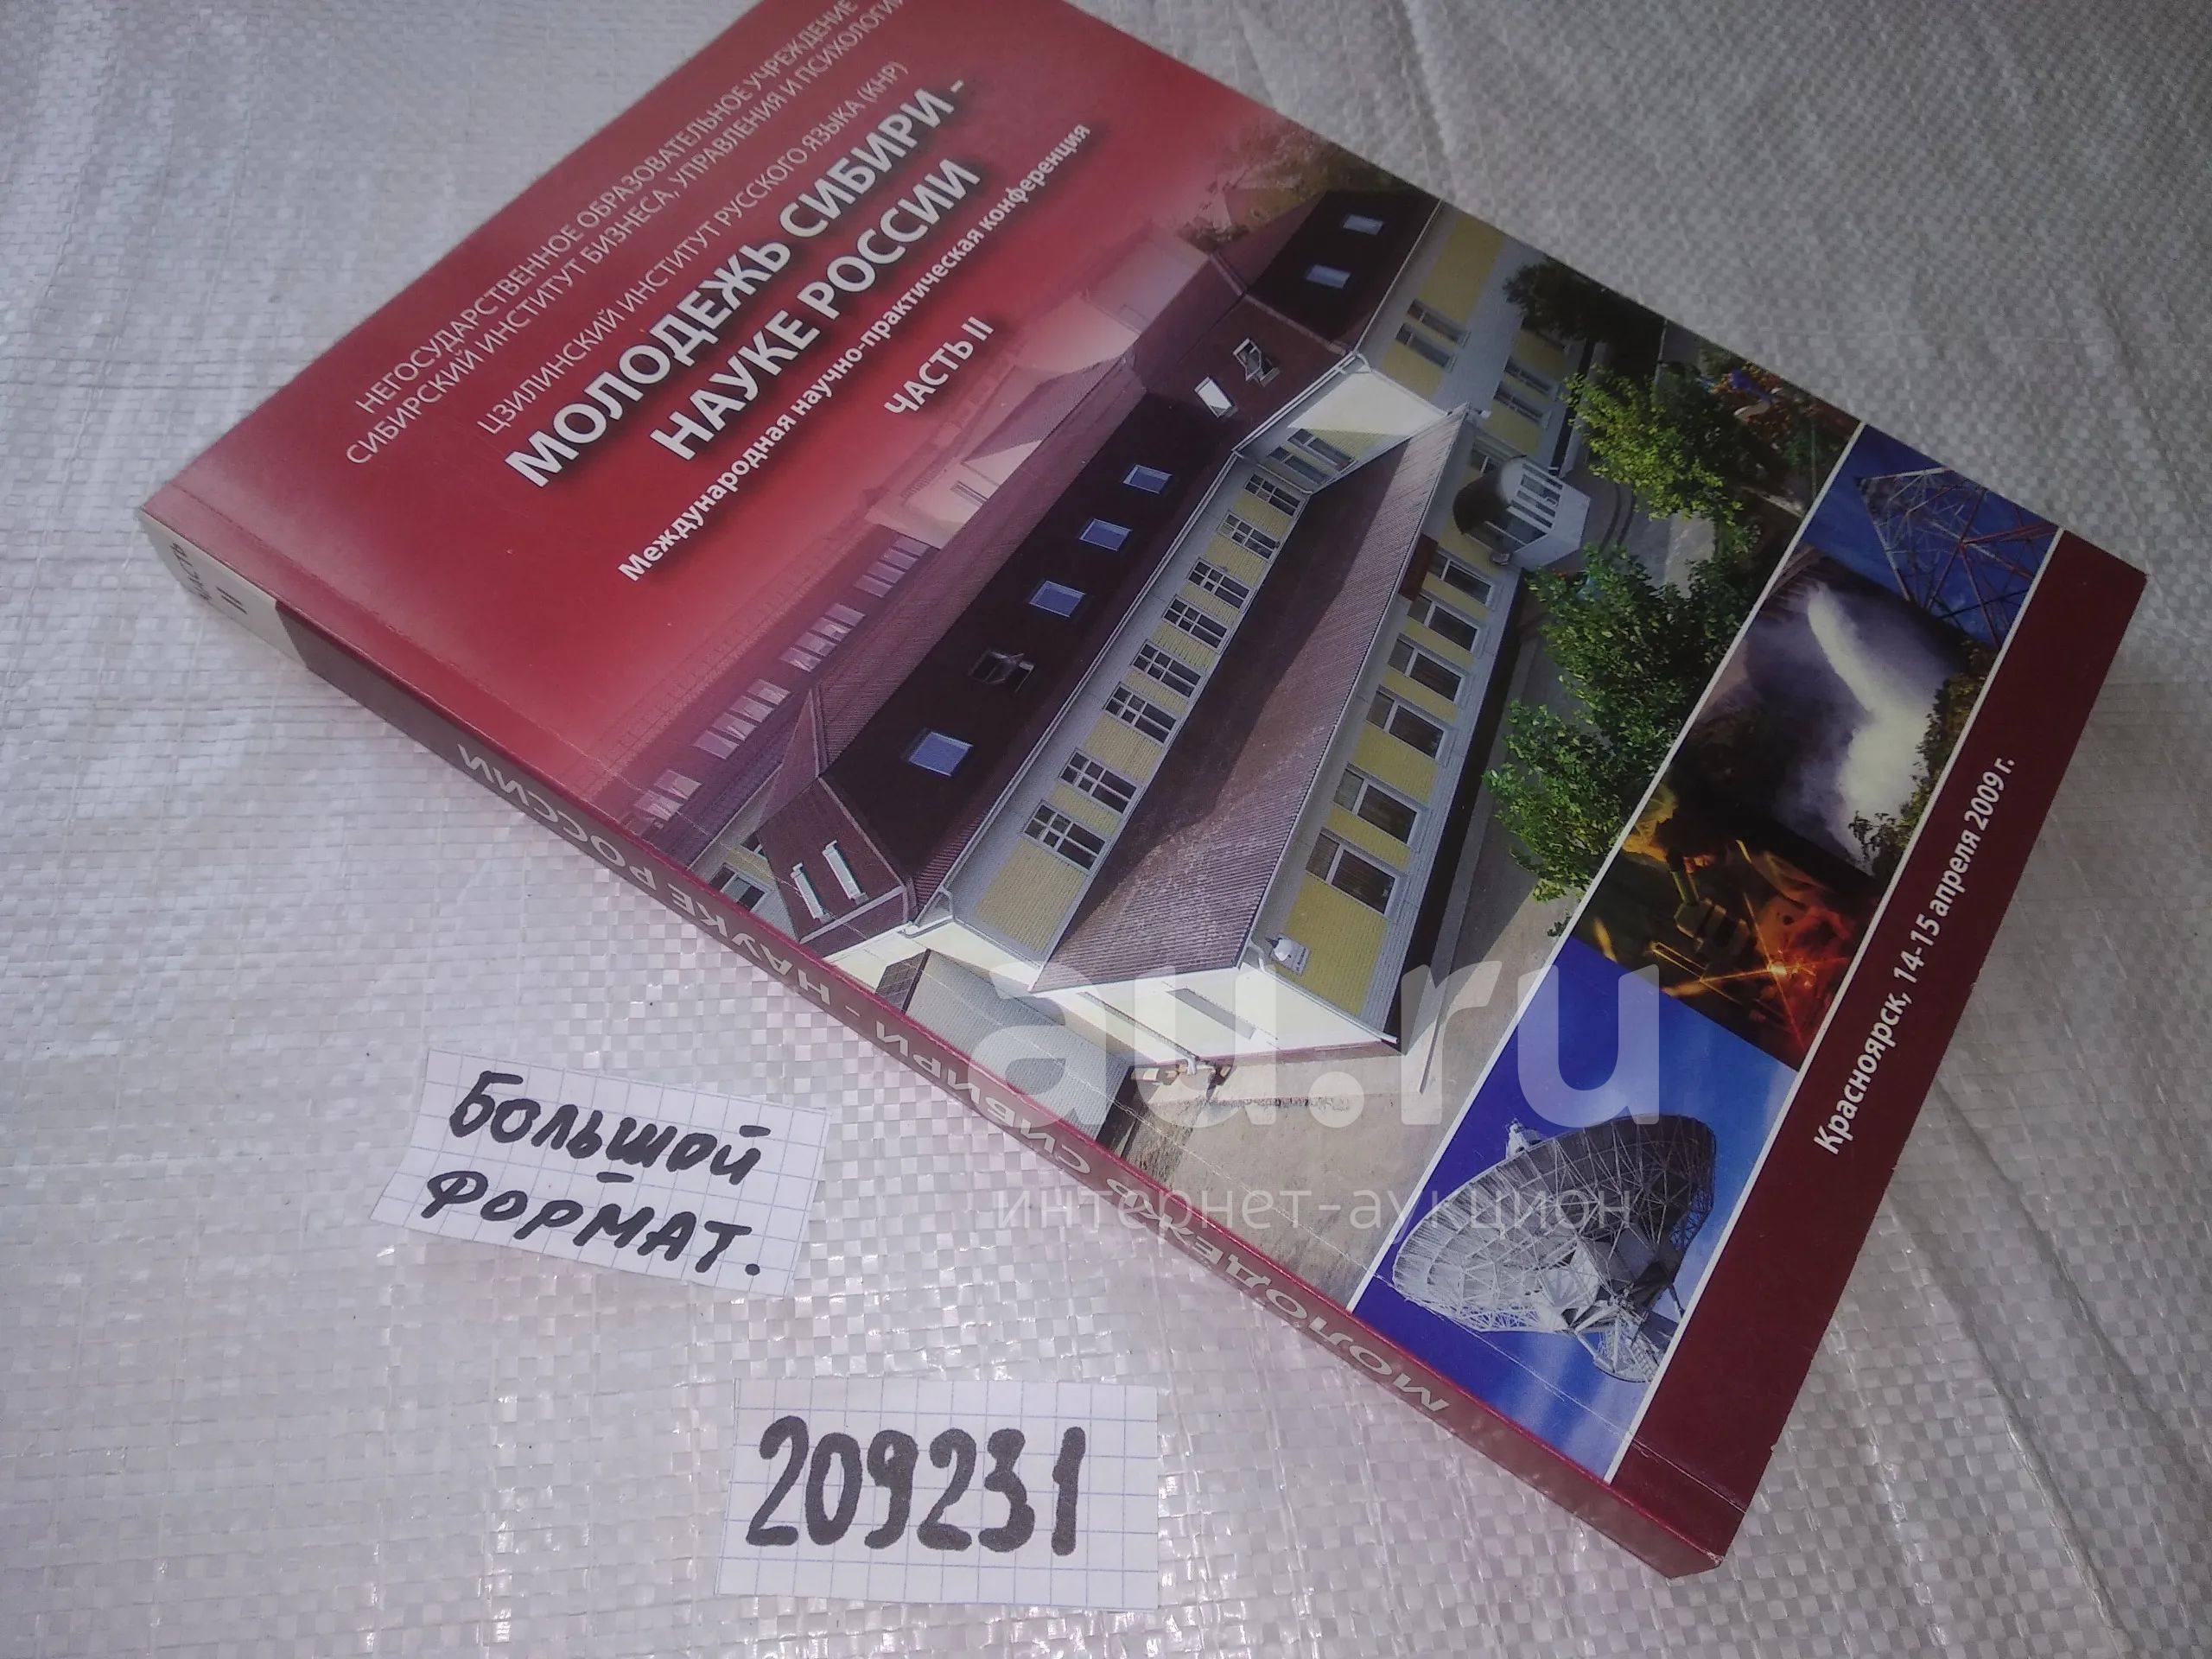 НЕГОСУДАРСТВЕННОЕ ОБРАЗОВАТЕЛЬНОЕ УЧРЕЖДЕНИЕ
СИБИРСКИЙ ИНСТИТУТ БИЗНЕСА, УПРАВЛЕНИЯ И ПСИХОЛОГИИ
ЦЗИЛИНСКИЙ ИНСТИТУТ РУССКОГО ЯЗЫКА (КНР)
МОЛОДЕЖЬ СИБИРИ -
НАУКЕ РОССИИ
Международная научно-практическая конференция
ЧАСТЬ II
Красноярск, 14-15 апреля 2009 г.
ЧАСТЬ
II
МОЛОДЕЖЬ СИБИРИ - НАУКЕ РОССИИ
au.ru
интернет-аукцион
Большой
формат.
209231